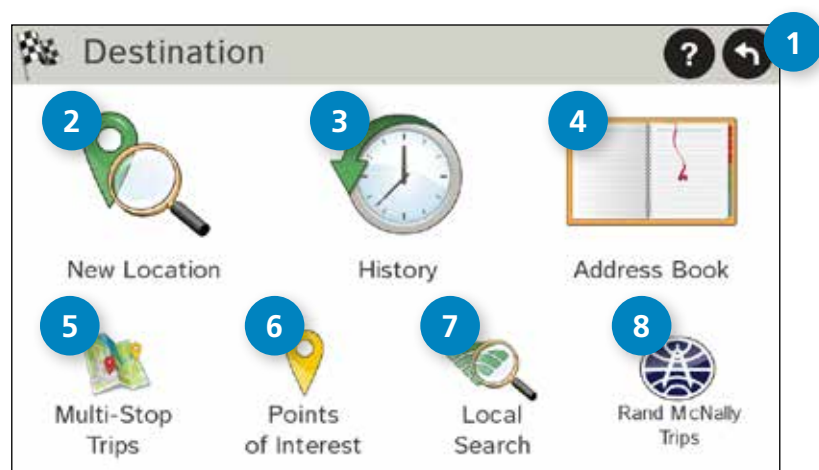 Destination
?
1
2
3
4
New Location
History
Address Book
5
6
7
8
Multi-Stop
Trips
Points
of Interest
Local
Search
Rand McNally
Trips